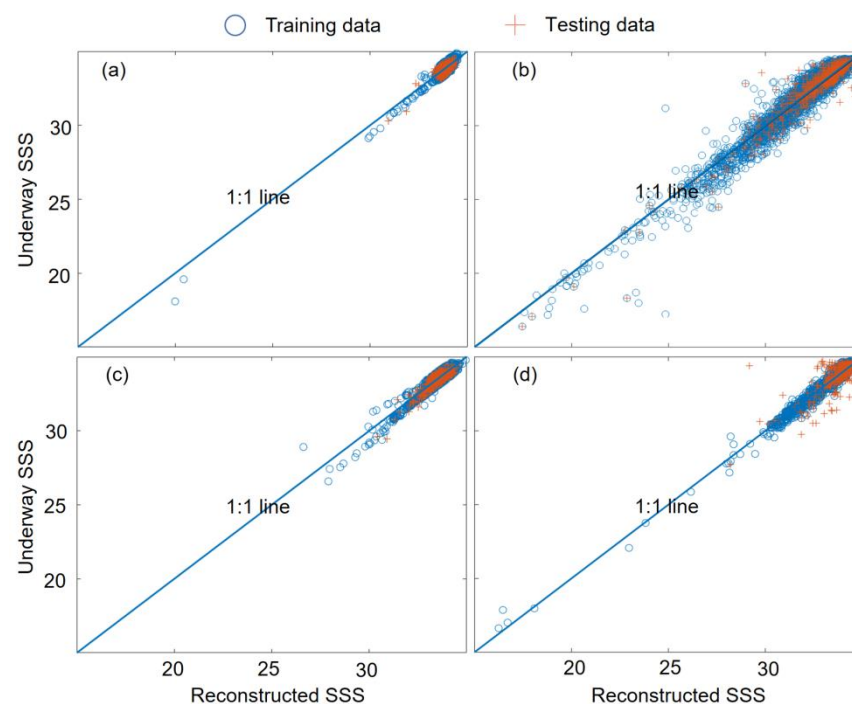 Training data Testing data
(a)
(b)
30
25
20
Underway SSS
1:1 line
1:1 line
(c)
(d)
30
25
20
Underway SSS
1:1 line
1:1 line
20 25 30
20 25 30
Reconstructed SSS
Reconstructed SSS